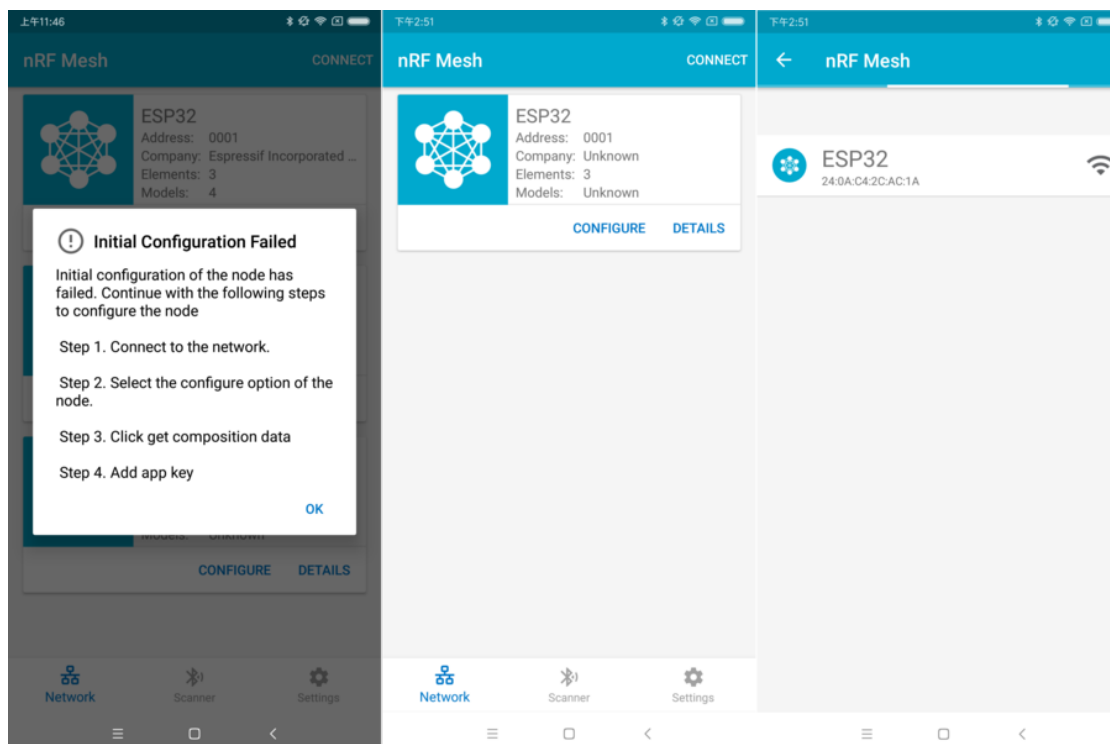 上午11:46
nRF Mesh
CONNECT
ESP32
Address: 0001
Company: Espressif Incorporated ...
Elements: 3
Models: 4
Initial Configuration Failed
Initial configuration of the node has
failed. Continue with the following steps
to configure the node
Step 1. Connect to the network.
Step 2. Select the configure option of the
node.
Step 3. Click get composition data
Step 4. Add app key
OK
Models: Unknown
CONFIGURE
DETAILS
Network
Scanner
Settings
下午2:51
nRF Mesh
CONNECT
ESP32
Address: 0001
Company: Unknown
Elements: 3
Models: Unknown
CONFIGURE
DETAILS
Network
Scanner
Settings
下午2:51
nRF Mesh
ESP32
24:0A:C4:2C:AC:1A